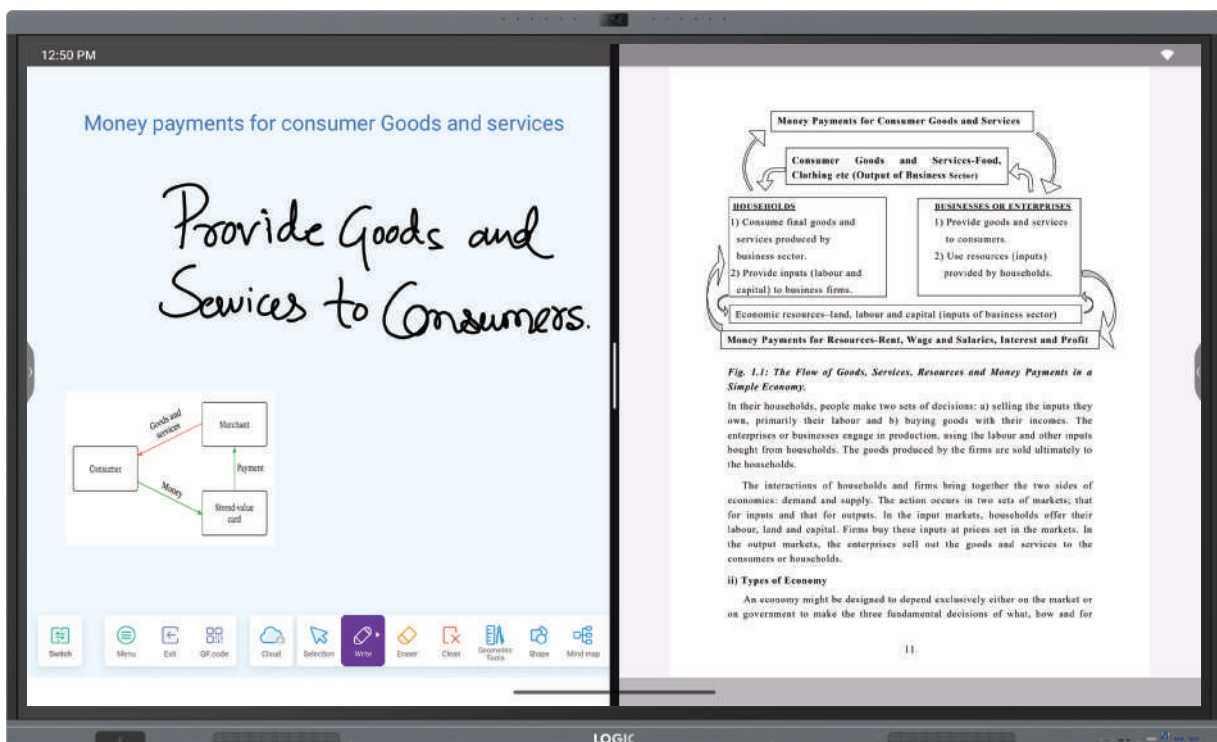 12:50 PM
Money payments for consumer Goods and services
Provide Goods and
Services to Consumers.
Goods and
services
Merchant
Consumer
Payment
Money
Stored-value
card
Switch
Menu
Exit
QR code
Cloud
Selection
Write
Eraser
Clean
Geometric
Tools
Shape
Mind map
Money Payments for Consumer Goods and Services
Consumer Goods and Services-Food,
Clothing etc (Output of Business Sector)
HOUSEHOLDS
1) Consume final goods and
services produced by
business sector.
2) Provide inputs (labour and
capital) to business firms.
BUSINESSES OR ENTERPRISES
1) Provide goods and services
to consumers.
2) Use resources (inputs)
provided by households.
Economic resources–land, labour and capital (inputs of business sector)
Money Payments for Resources-Rent, Wage and Salaries, Interest and Profit
Fig. 1.1: The Flow of Goods, Services, Resources and Money Payments in a
Simple Economy.
In their households, people make two sets of decisions: a) selling the inputs they
own, primarily their labour and b) buying goods with their incomes. The
enterprises or businesses engage in production, using the labour and other inputs
bought from households. The goods produced by the firms are sold ultimately to
the households.
The interactions of households and firms bring together the two sides of
economics: demand and supply. The action occurs in two sets of markets; that
for inputs and that for outputs. In the input markets, households offer their
labour, land and capital. Firms buy these inputs at prices set in the markets. In
the output markets, the enterprises sell out the goods and services to the
consumers or households.
ii) Types of Economy
An economy might be designed to depend exclusively either on the market or
on government to make the three fundamental decisions of what, how and for
11
LOGIC